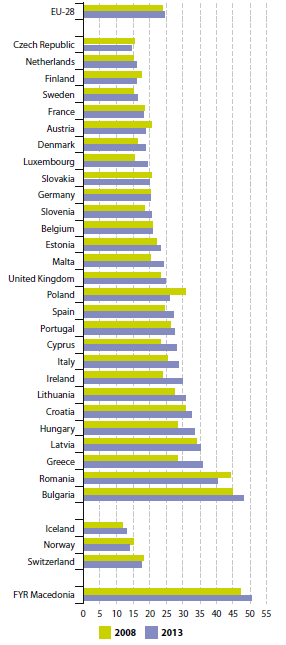 EU-28
Czech Republic
Netherlands
Finland
Sweden
France
Austria
Denmark
Luxembourg
Slovakia
Germany
Slovenia
Belgium
Estonia
Malta
United Kingdom
Poland
Spain
Portugal
Cyprus
Italy
Ireland
Lithuania
Croatia
Hungary
Latvia
Greece
Romania
Bulgaria
Iceland
Norway
Switzerland
FYR Macedonia
0 5 10 15 20 25 30 35 40 45 50 55
2008 2013